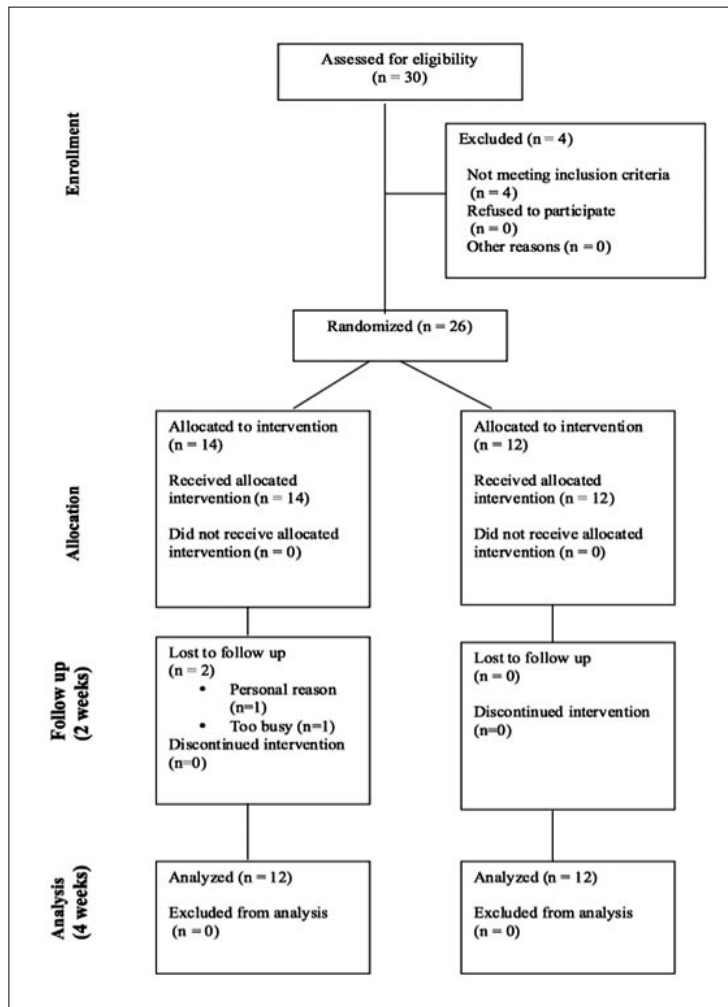 Assessed for eligibility
(n = 30)
Enrollment
Excluded (n = 4)
Not meeting inclusion criteria
(n = 4)
Refused to participate
(n = 0)
Other reasons (n = 0)
Randomized (n = 26)
Allocation
Allocated to intervention
(n = 14)
Received allocated
intervention (n = 14)
Did not receive allocated
intervention (n = 0)
Allocated to intervention
(n = 12)
Received allocated
intervention (n = 12)
Did not receive allocated
intervention (n = 0)
Follow up
(2 weeks)
Lost to follow up
(n = 2)
• Personal reason
(n=1)
• Too busy (n=1)
Discontinued intervention
(n=0)
Lost to follow up
(n = 0)
Discontinued intervention
(n=0)
Analysis
(4 weeks)
Analyzed (n = 12)
Excluded from analysis
(n = 0)
Analyzed (n = 12)
Excluded from analysis
(n = 0)